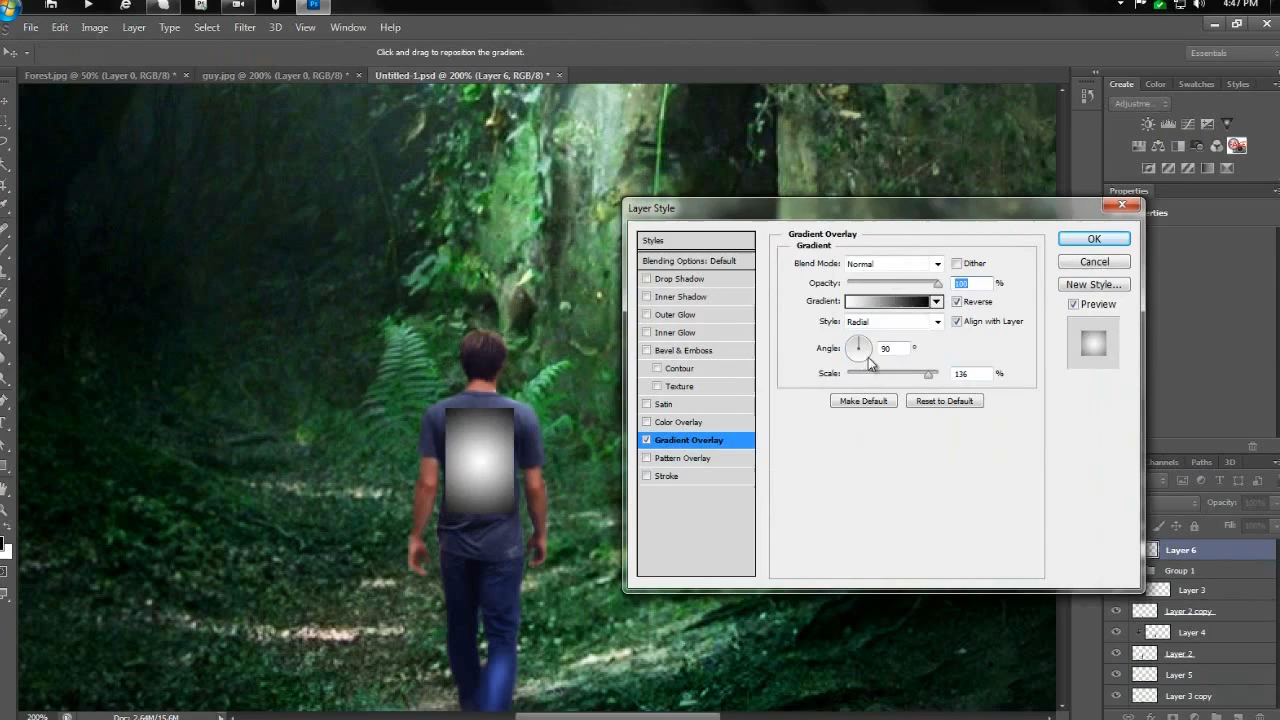 4:47 PM
Ps
File Edit Image Layer Type Select Filter 3D View Window Help
Click and drag to reposition the gradient.
Essentials
Forest.jpg @ 50% (Layer 0, RGB/8) * × guy.jpg @ 200% (Layer 0, RGB/8) * × Untitled-1.psd @ 200% (Layer 6, RGB/8) * ×
Create Color Swatches Styles
Adjustme...
Properties
erties
Layer Style
Styles
Blending Options: Default
Drop Shadow
Inner Shadow
Outer Glow
Inner Glow
Bevel & Emboss
Contour
Texture
Satin
Color Overlay
Gradient Overlay
Pattern Overlay
Stroke
Gradient Overlay
Gradient
Blend Mode: Normal Dither
Opacity: 100 %
Gradient: Reverse
Style: Radial Align with Layer
Angle: 90 °
Scale: 136 %
Make Default Reset to Default
OK
Cancel
New Style...
Preview
hannels Paths 3D
Opacity: 100%
Fill: 100%
Layer 6
Group 1
Layer 3
Layer 2 copy
Layer 4
Layer 2
Layer 5
Layer 3 copy
200% Doc: 2.64M/15.6M